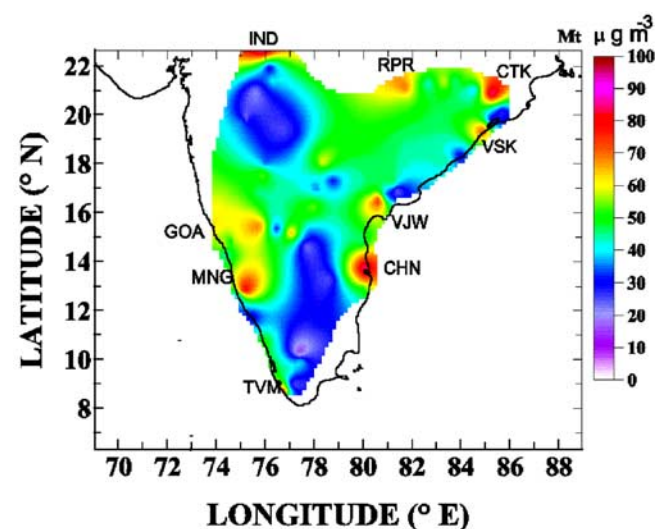 IND
Mt μ g m⁻³
RPR
CTK
VSK
GOA
VJW
MNG
CHN
TVM
22
20
18
16
14
12
10
8
LATITUDE (° N)
70 72 74 76 78 80 82 84 86 88
LONGITUDE (° E)
100
90
80
70
60
50
40
30
20
10
0